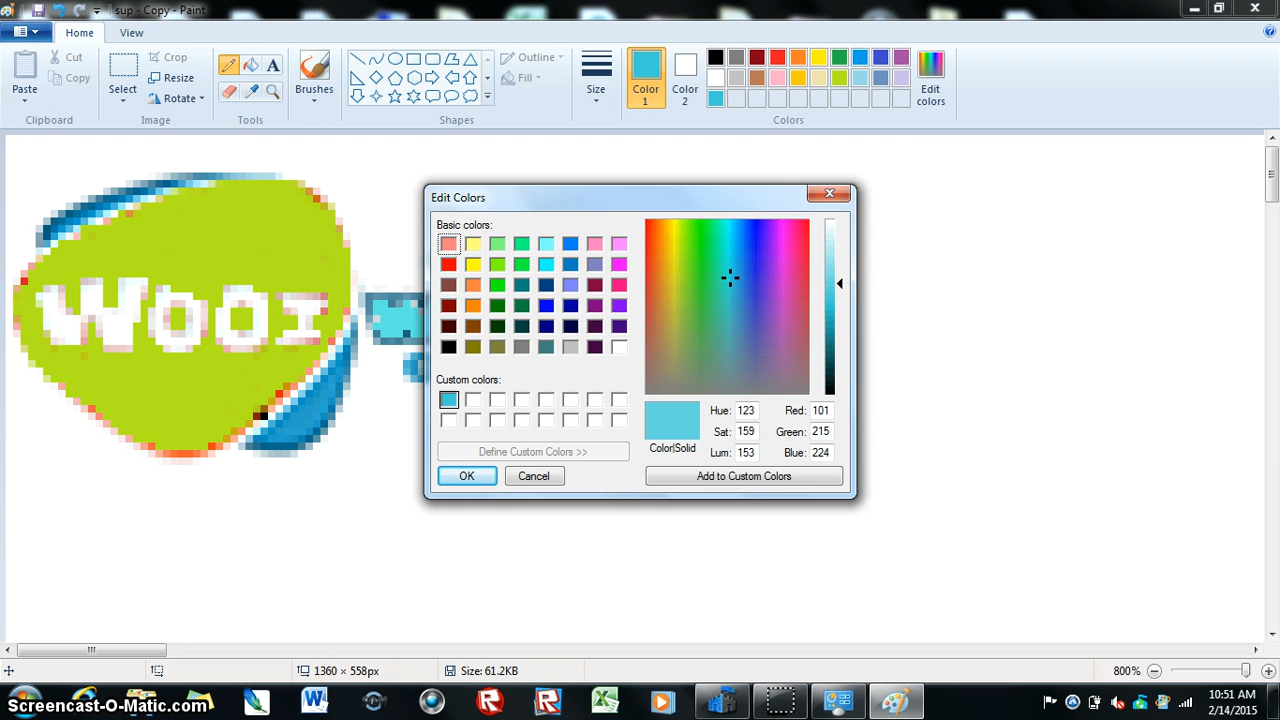 sup - Copy - Paint
Home View
Paste Cut
Copy
Select Crop
Resize
Rotate
A
Brushes
Outline
Fill
Size
Color 1
Color 2
Edit colors
Clipboard Image Tools Shapes Colors
WOOZ
Edit Colors
Basic colors:
Custom colors:
Define Custom Colors >>
OK Cancel
Color|Solid
Hue: 123 Red: 101
Sat: 159 Green: 215
Lum: 153 Blue: 224
Add to Custom Colors
1360 × 558px Size: 61.2KB 800%
Screencast-O-Matic.com
10:51 AM
2/14/2015